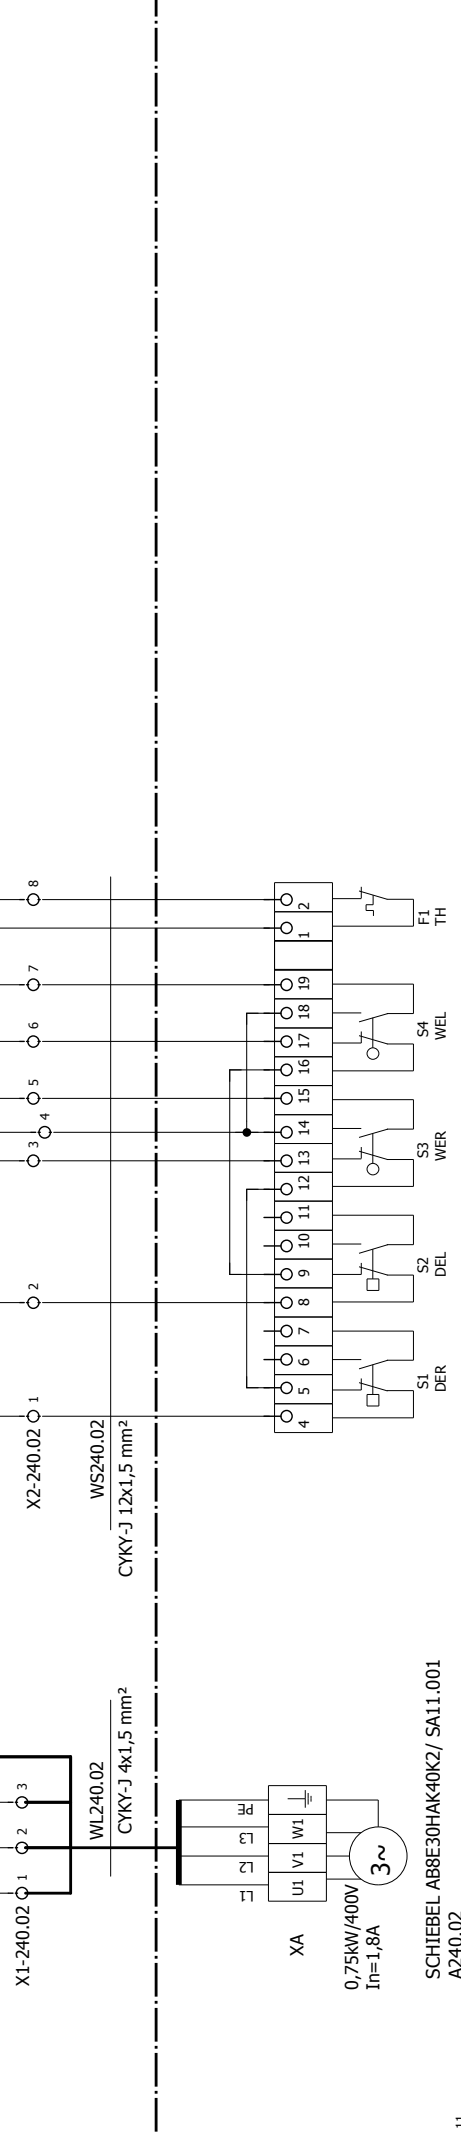 X1-240.02
1
2
3
WL240.02
CYKY-J 4x1,5 mm²
X2-240.02
1
2
3
4
5
6
7
8
WS240.02
CYKY-J 12x1,5 mm²
L1
L2
L3
PE
XA
U1
V1
W1
3~
0,75kW/400V
In=1,8A
SCHIEBEL AB8E30HAK40K2/ SA11.001
A240.02
4
5
6
7
8
9
10
11
12
13
14
15
16
17
18
19
1
2
S1
DER
S2
DEL
S3
WER
S4
WEL
F1
TH
11